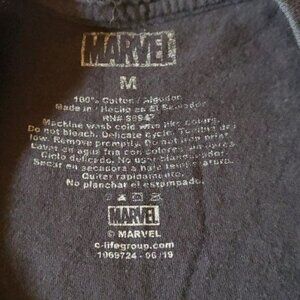 MARVEL
M
100% Cotton / Algodon
Made in / Hecho en El Salvador
RN#
Machine wash cold with like colors.
Do not bleach. Delicate cycle. Tumble dry
low. Remove promptly. Do not iron print.
Lavar en agua fria con colores
Ciclo delicado. No usar blanqueador.
Secar en secadora a baja temperatura.
Quitar rapidamente.
No planchar el estampado.
MARVEL
© MARVEL
c-lifegroup.com
1069724 - 06/19